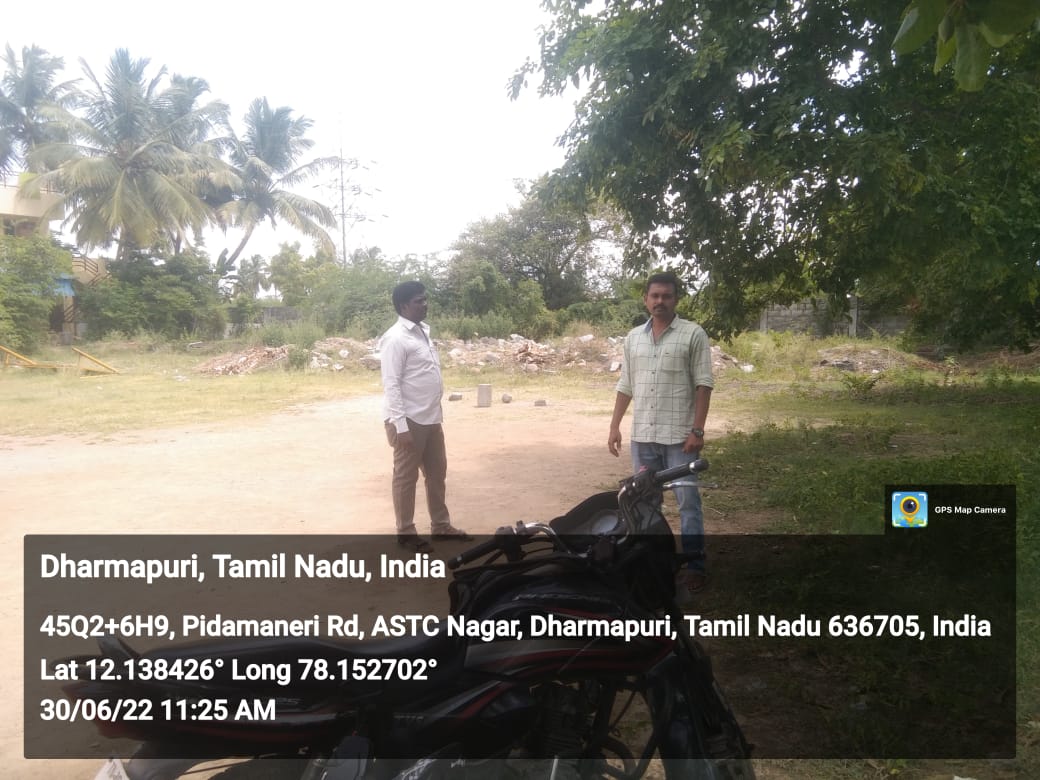 GPS Map Camera
Dharmapuri, Tamil Nadu, India
45Q2+6H9, Pidamaneri Rd, ASTC Nagar, Dharmapuri, Tamil Nadu 636705, India
Lat 12.138426° Long 78.152702°
30/06/22 11:25 AM